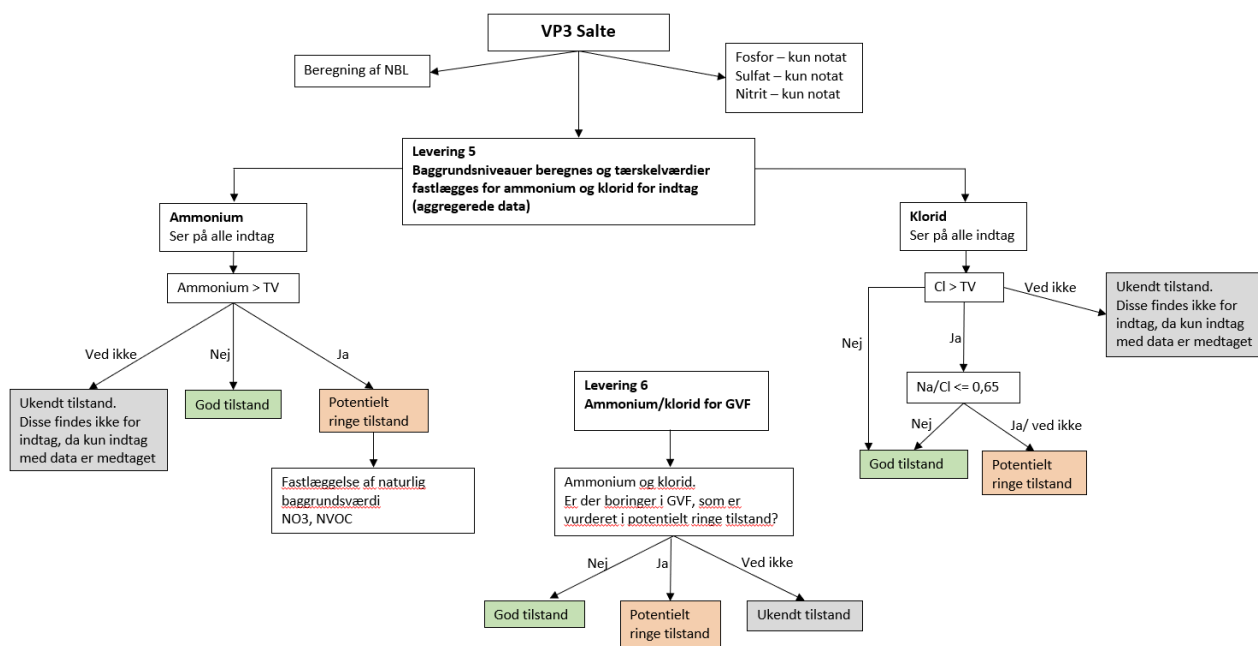 VP3 Salte
Beregning af NBL
Fosfor – kun notat
Sulfat – kun notat
Nitrit – kun notat
Levering 5
Baggrundsniveauer beregnes og tærskelværdier
fastlægges for ammonium og klorid for indtag
(aggregerede data)
Ammonium
Ser på alle indtag
Ammonium > TV
Ved ikke
Nej
Ja
Ukendt tilstand.
Disse findes ikke for
indtag, da kun indtag
med data er medtaget
God tilstand
Potentielt
ringe tilstand
Fastlæggelse af naturlig
baggrundsværdi
NO3, NVOC
Klorid
Ser på alle indtag
Cl > TV
Ved ikke
Ukendt tilstand.
Disse findes ikke for
indtag, da kun indtag
med data er medtaget
Nej
Ja
Na/Cl <= 0,65
Nej
Ja/ ved ikke
God tilstand
Potentielt
ringe tilstand
Levering 6
Ammonium/klorid for GVF
Ammonium og klorid.
Er der boringer i GVF, som er
vurderet i potentielt ringe tilstand?
Nej
Ja
Ved ikke
God tilstand
Potentielt
ringe tilstand
Ukendt tilstand